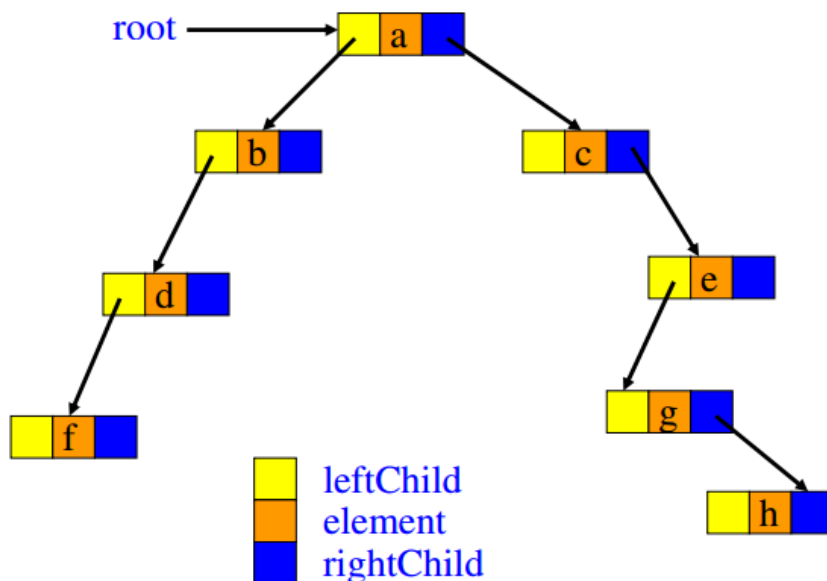 root a
b c
d e
f g
h
leftChild
element
rightChild